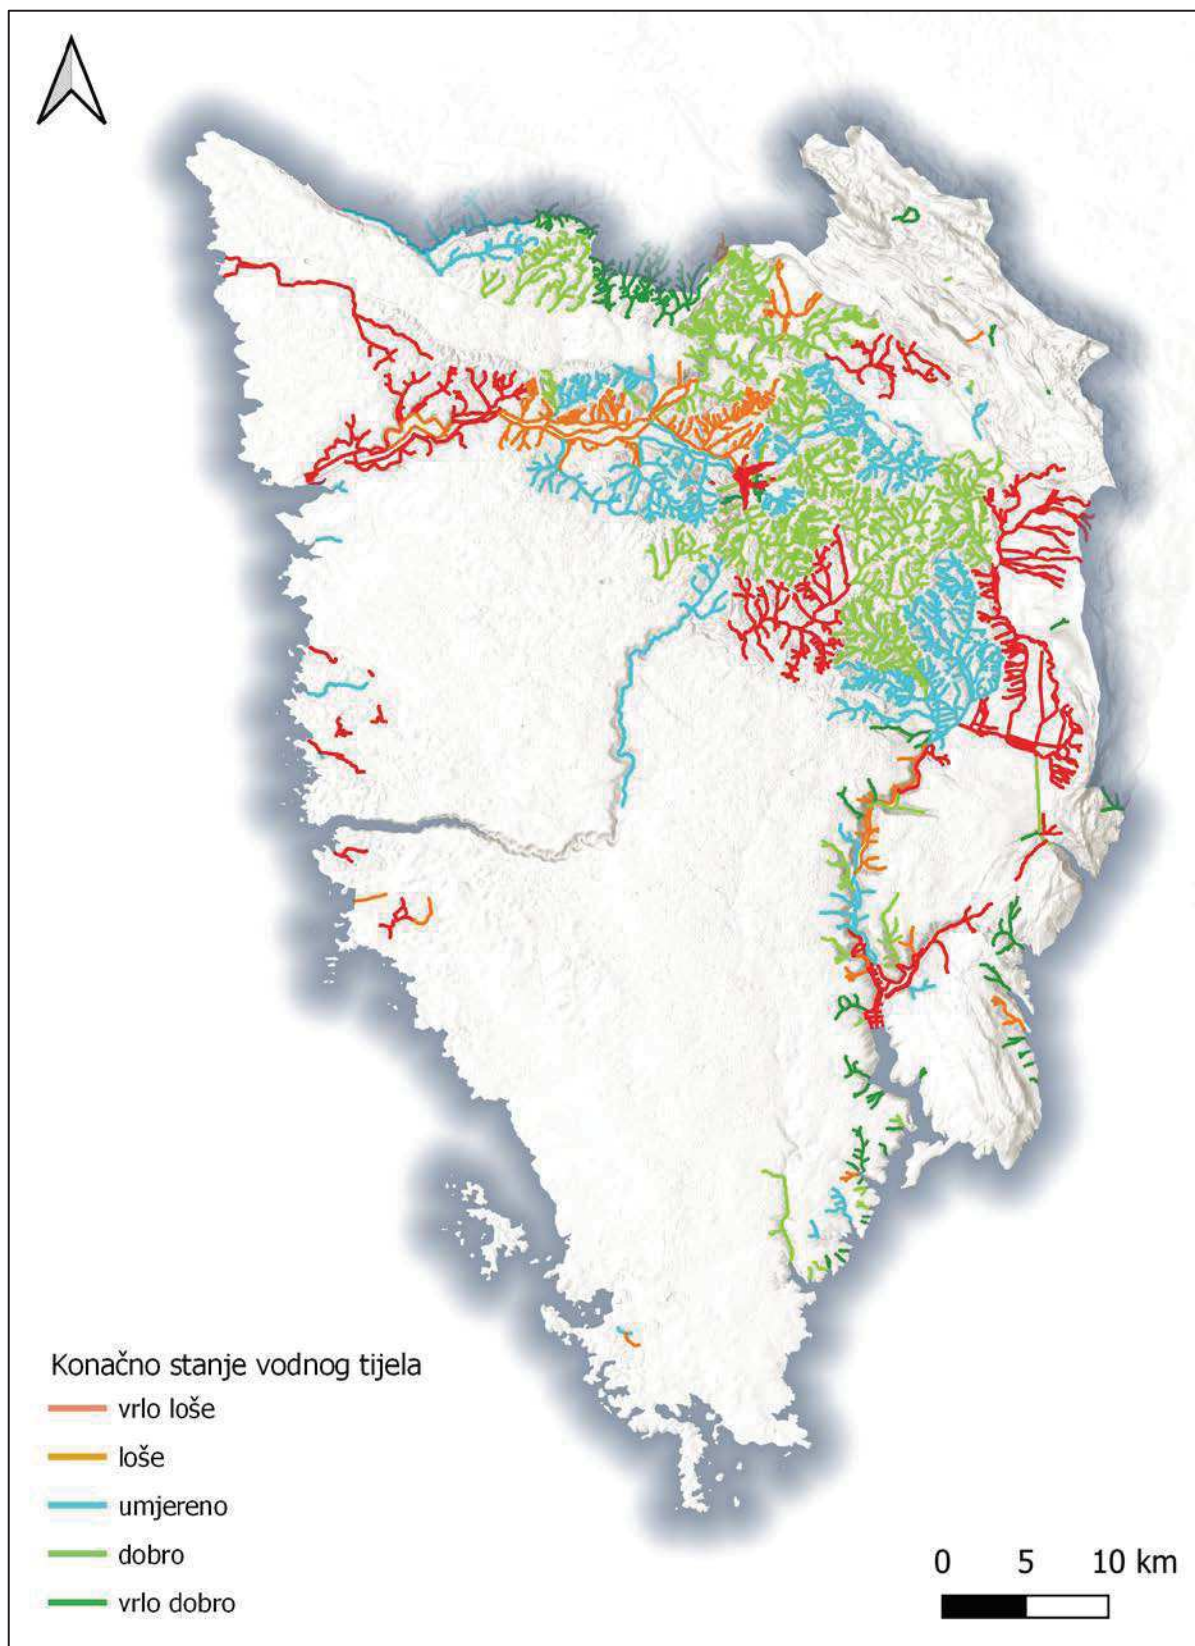 Konačno stanje vodnog tijela
vrlo loše
loše
umjereno
dobro
vrlo dobro
0 5 10 km